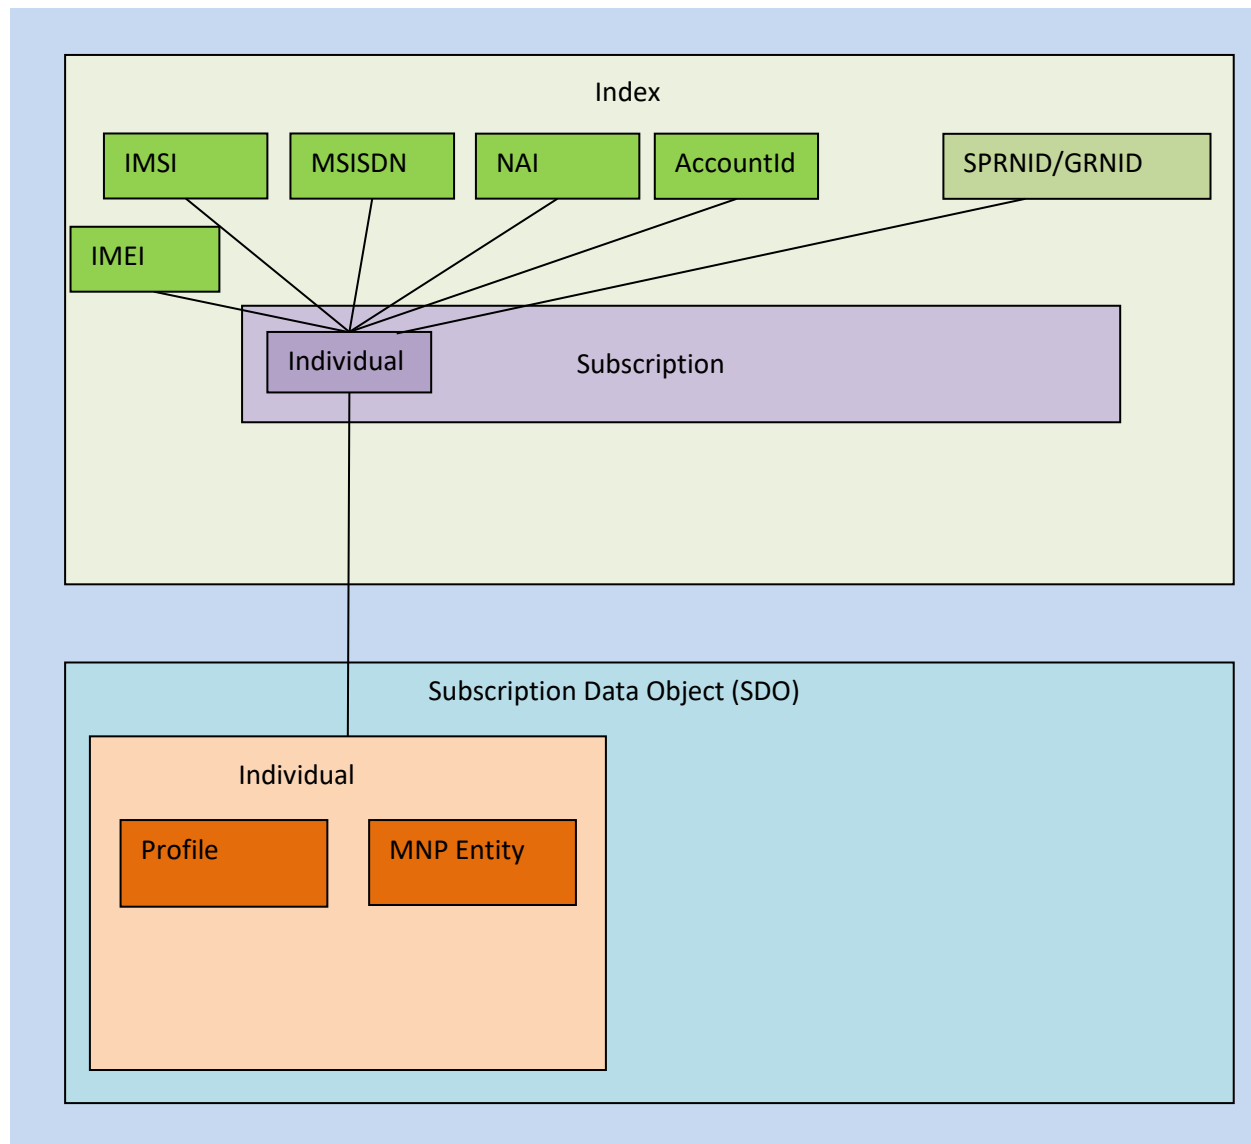 Index
IMSI
MSISDN
NAI
AccountId
SPRNID/GRNID
IMEI
Individual
Subscription
Subscription Data Object (SDO)
Individual
Profile
MNP Entity